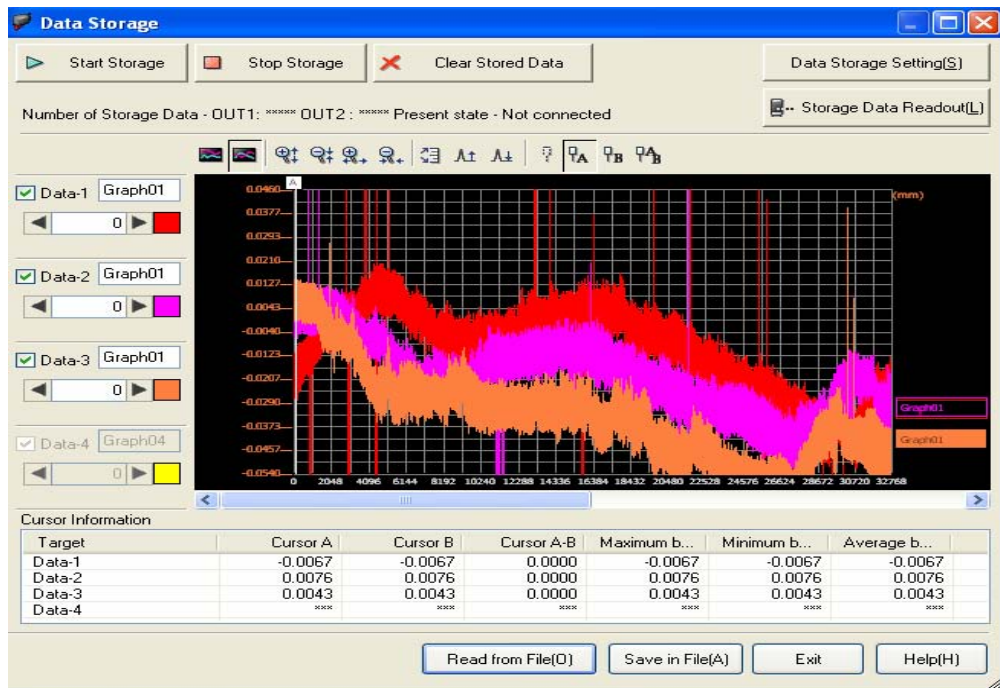 Data Storage
Start Storage Stop Storage Clear Stored Data Data Storage Setting(S)
Number of Storage Data - OUT1: ***** OUT2 : ***** Present state - Not connected Storage Data Readout(L)
A B AB
Data-1 Graph01
0
Data-2 Graph01
0
Data-3 Graph01
0
Data-4 Graph04
0
A
(mm)
0.0460
0.0377
0.0293
0.0210
0.0127
0.0043
-0.0040
-0.0123
-0.0207
-0.0290
-0.0373
-0.0457
-0.0540
Graph01
Graph01
0 2048 4096 6144 8192 10240 12288 14336 16384 18432 20480 22528 24576 26624 28672 30720 32768
Cursor Information
Target Cursor A Cursor B Cursor A-B Maximum b... Minimum b... Average b...
Data-1 -0.0067 -0.0067 0.0000 -0.0067 -0.0067 -0.0067
Data-2 0.0076 0.0076 0.0000 0.0076 0.0076 0.0076
Data-3 0.0043 0.0043 0.0000 0.0043 0.0043 0.0043
Data-4 *** *** *** *** *** ***
Read from File(O) Save in File(A) Exit Help(H)